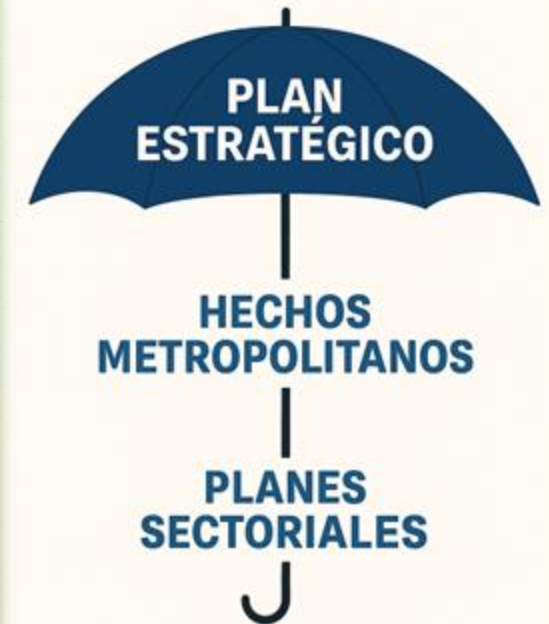 PLAN
ESTRATÉGICO
HECHOS
METROPOLITANOS
PLANES
SECTORIALES